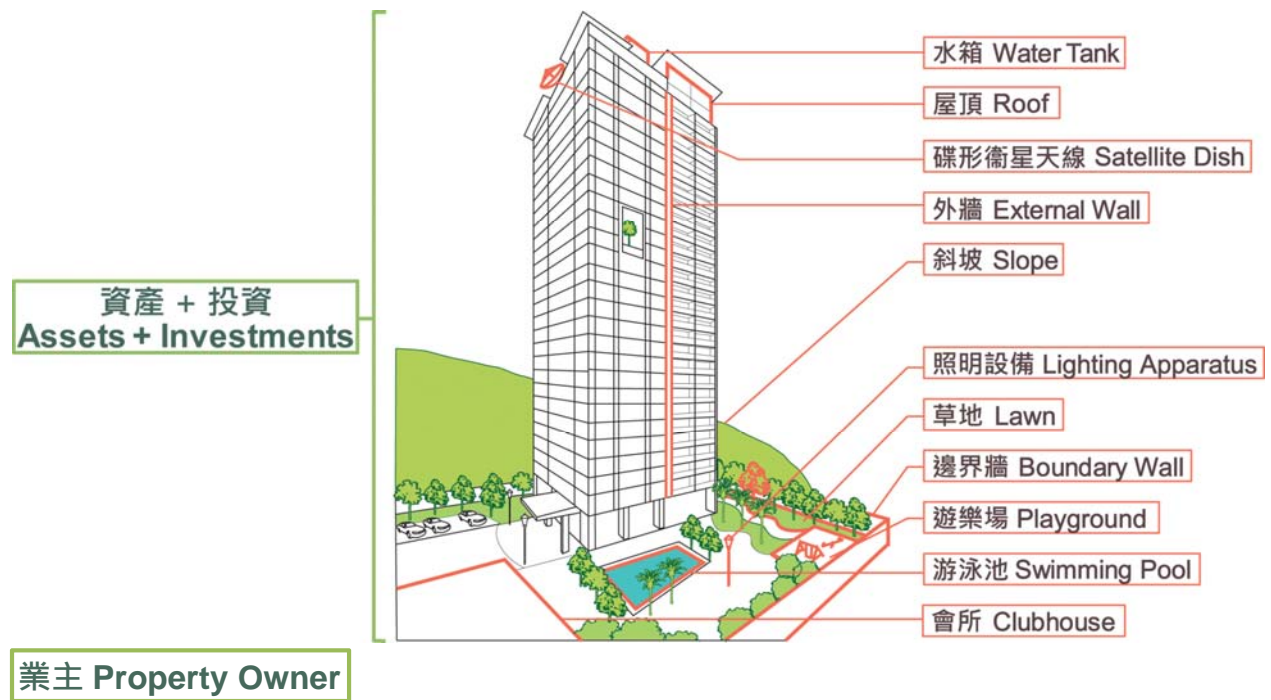 水箱 Water Tank
屋頂 Roof
碟形衞星天線 Satellite Dish
外牆 External Wall
斜坡 Slope
資產 + 投資
Assets + Investments
照明設備 Lighting Apparatus
草地 Lawn
邊界牆 Boundary Wall
遊樂場 Playground
游泳池 Swimming Pool
會所 Clubhouse
業主 Property Owner